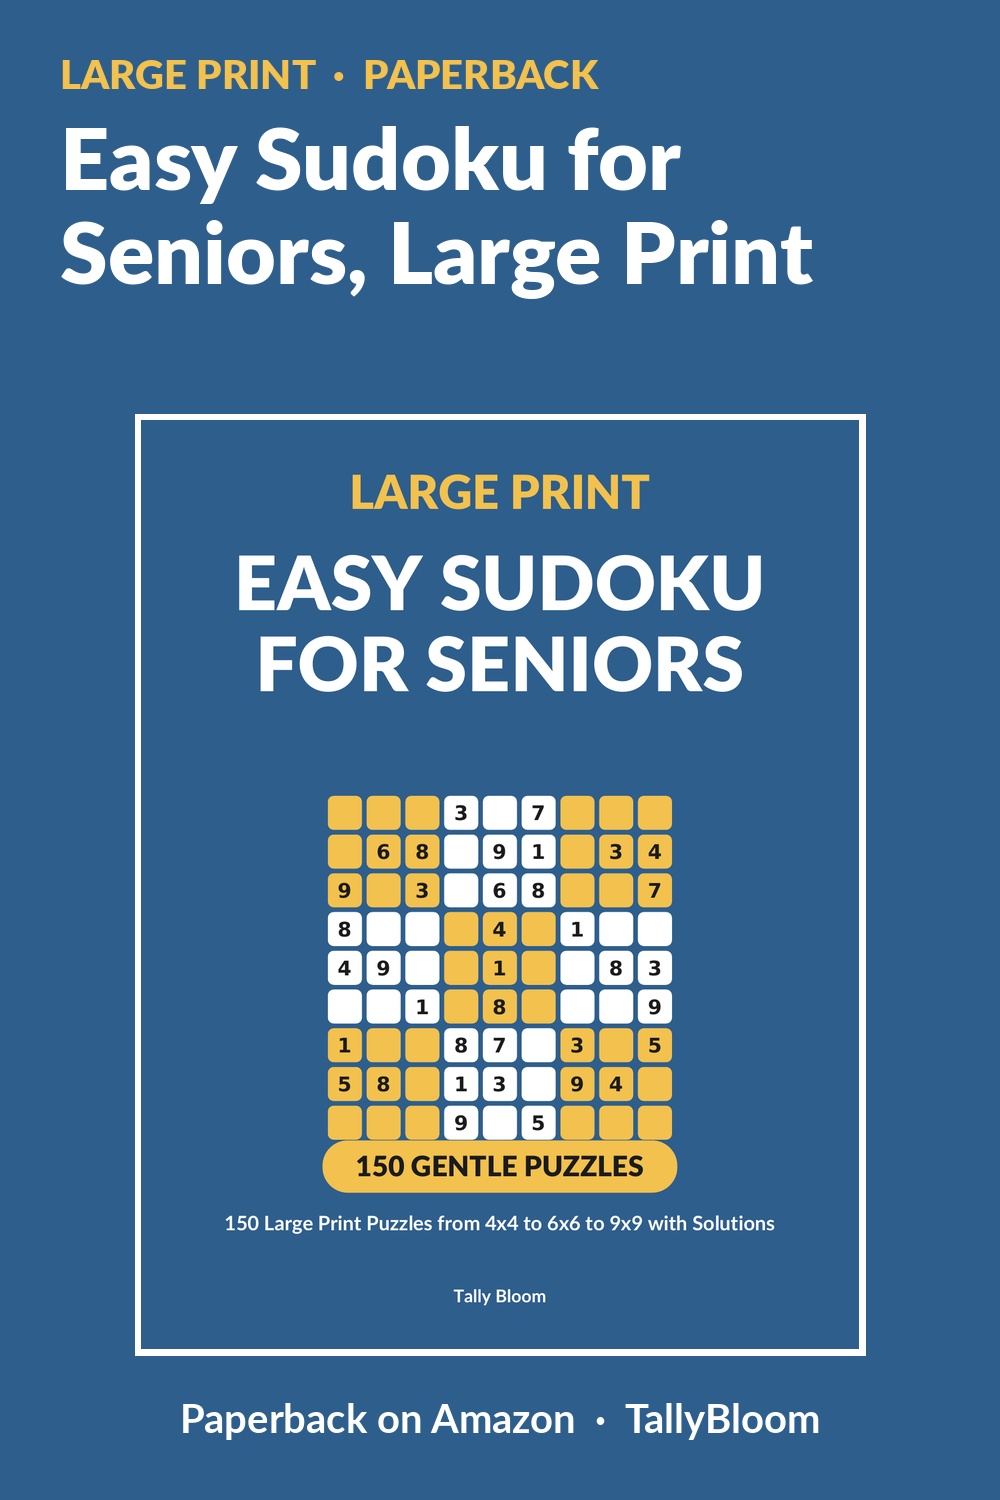 LARGE PRINT · PAPERBACK
Easy Sudoku for
Seniors, Large Print
LARGE PRINT
EASY SUDOKU
FOR SENIORS
3 7
6 8 9 1 3 4
9 3 6 8 7
8 4 1
4 9 1 8 3
1 8 9
1 8 7 3 5
5 8 1 3 9 4
9 5
150 GENTLE PUZZLES
150 Large Print Puzzles from 4x4 to 6x6 to 9x9 with Solutions
Tally Bloom
Paperback on Amazon · TallyBloom